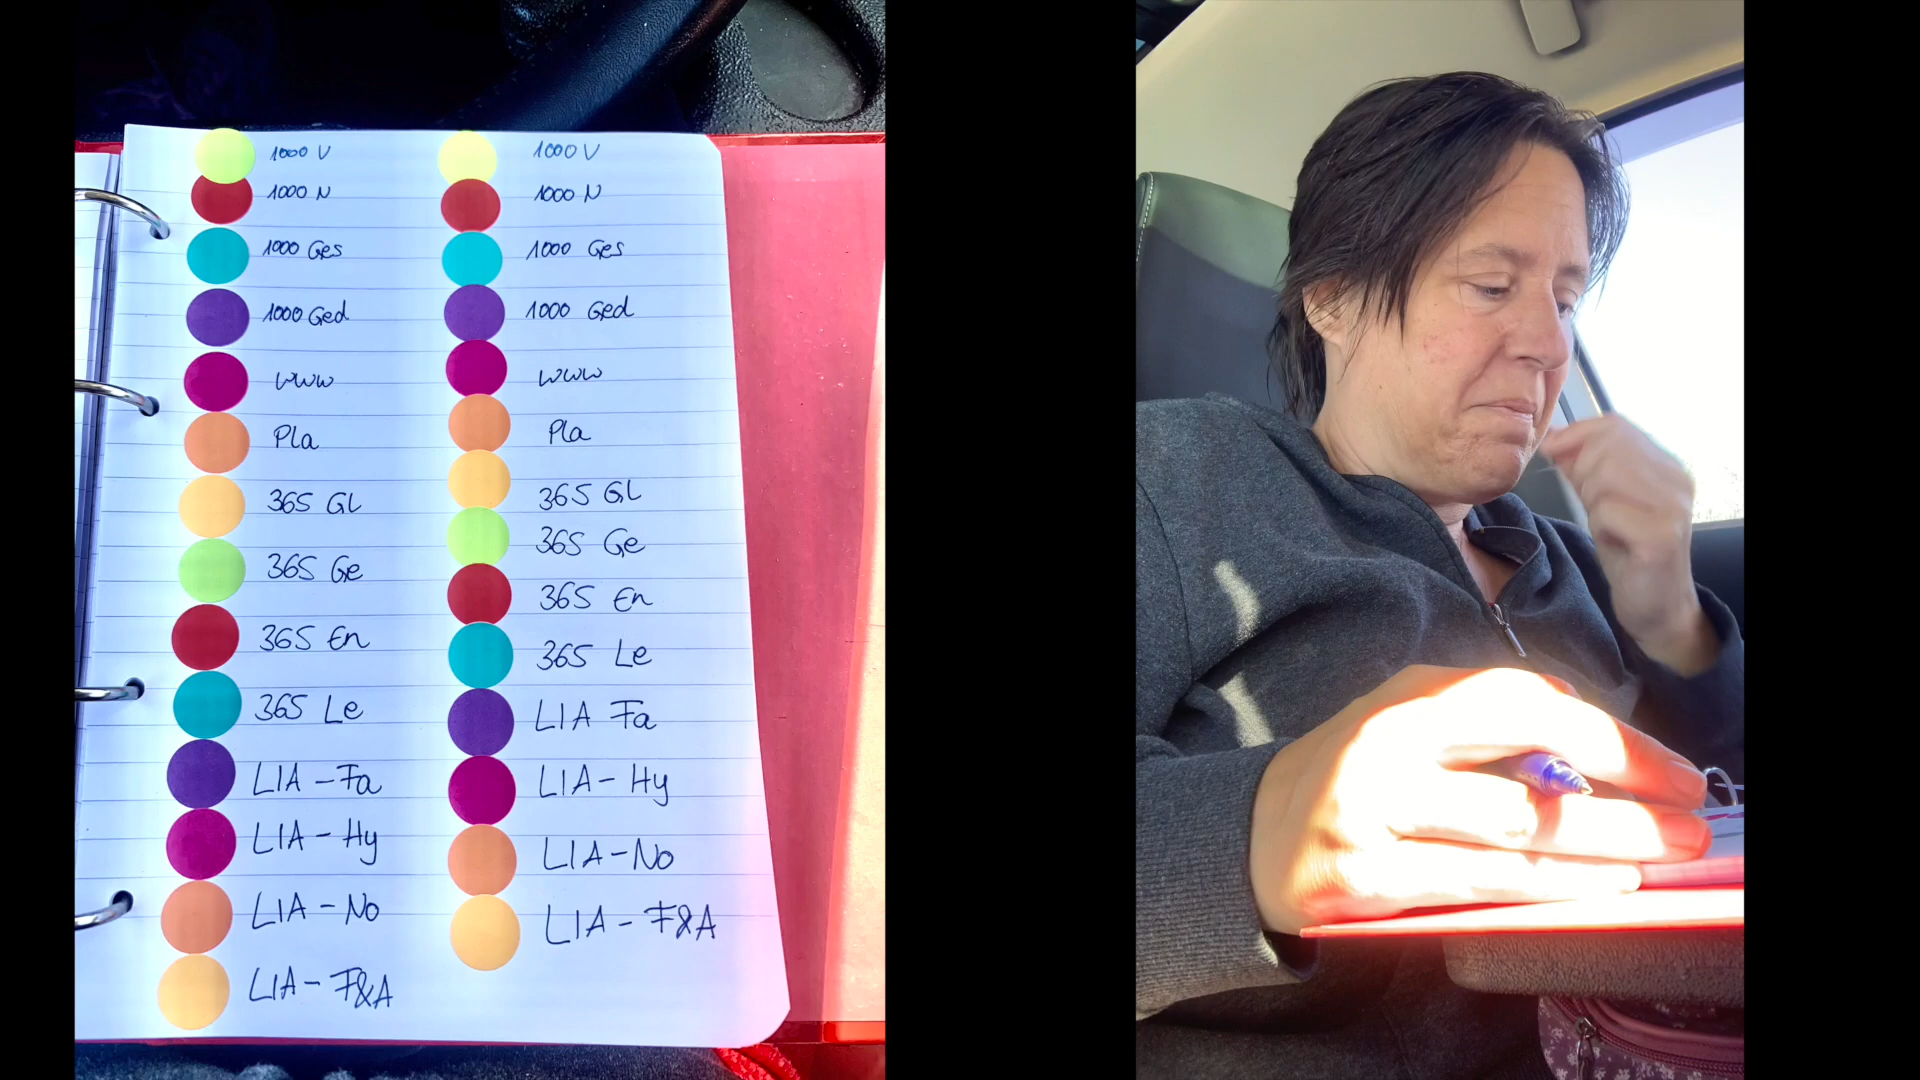 1000 V
1000 N
1000 Ges
1000 Ged
www
Pla
365 GL
365 Ge
365 En
365 Le
LIA - Fa
LIA - Hy
LIA - No
LIA - F&A
1000 V
1000 N
1000 Ges
1000 Ged
www
Pla
365 GL
365 Ge
365 En
365 Le
LIA Fa
LIA - Hy
LIA - No
LIA - F&A